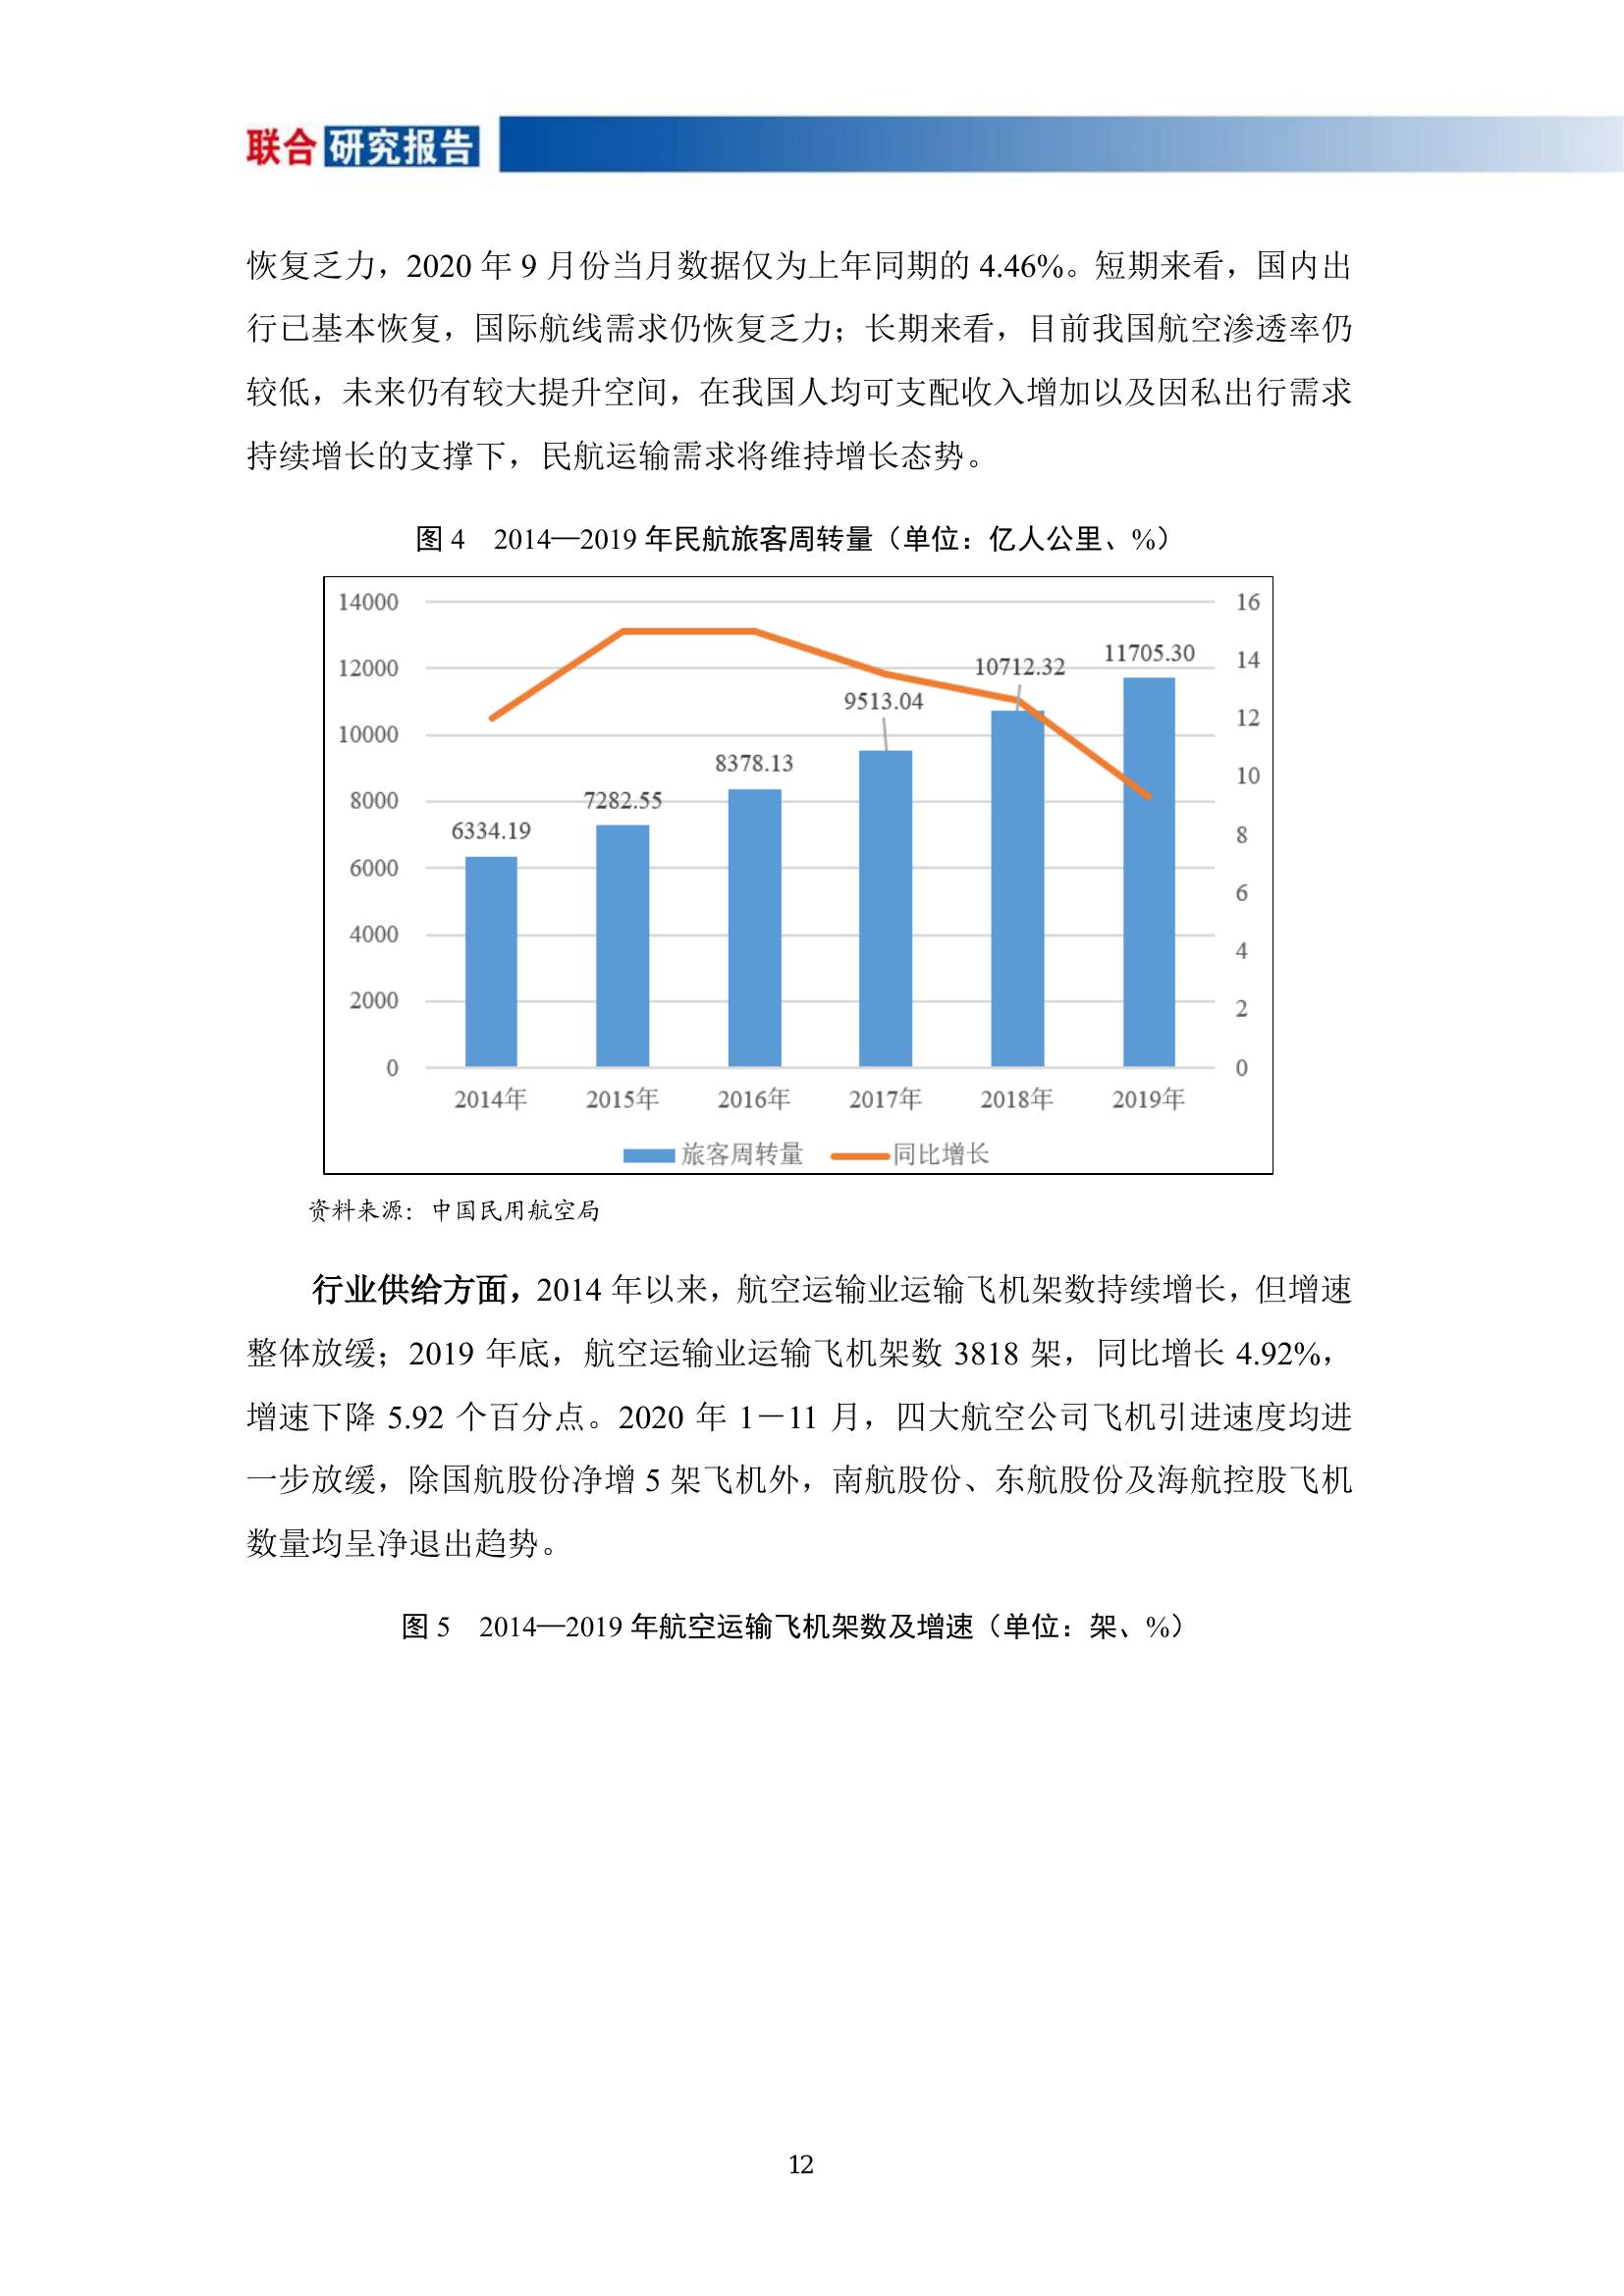 联合 研究报告
恢复乏力，2020 年 9 月份当月数据仅为上年同期的 4.46%。短期来看，国内出
行已基本恢复，国际航线需求仍恢复乏力；长期来看，目前我国航空渗透率仍
较低，未来仍有较大提升空间，在我国人均可支配收入增加以及因私出行需求
持续增长的支撑下，民航运输需求将维持增长态势。
图 4 2014—2019 年民航旅客周转量（单位：亿人公里、%）
14000
12000
10000
8000
6000
4000
2000
0
16
14
12
10
8
6
4
2
0
6334.19
7282.55
8378.13
9513.04
10712.32
11705.30
2014年 2015年 2016年 2017年 2018年 2019年
旅客周转量 同比增长
资料来源：中国民用航空局
行业供给方面，2014 年以来，航空运输业运输飞机架数持续增长，但增速
整体放缓；2019 年底，航空运输业运输飞机架数 3818 架，同比增长 4.92%，
增速下降 5.92 个百分点。2020 年 1－11 月，四大航空公司飞机引进速度均进
一步放缓，除国航股份净增 5 架飞机外，南航股份、东航股份及海航控股飞机
数量均呈净退出趋势。
图 5 2014—2019 年航空运输飞机架数及增速（单位：架、%）
12